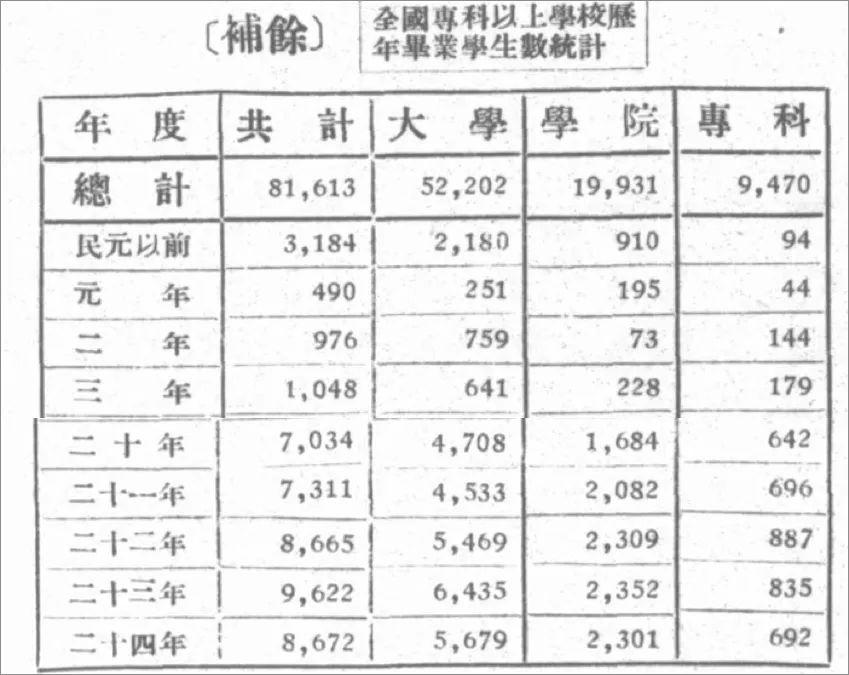 〔補餘〕
全國專科以上學校歷
年畢業學生數統計
年度 共計 大學 學院 專科
總計 81,613 52,202 19,931 9,470
民元以前 3,184 2,180 910 94
元年 490 251 195 44
二年 976 759 73 144
三年 1,048 641 228 179
二十年 7,034 4,708 1,684 642
二十一年 7,311 4,533 2,082 696
二十二年 8,665 5,469 2,309 887
二十三年 9,622 6,435 2,352 835
二十四年 8,672 5,679 2,301 692